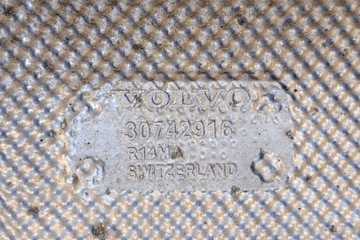 VOLVO
30742916
R14M
SWITZERLAND